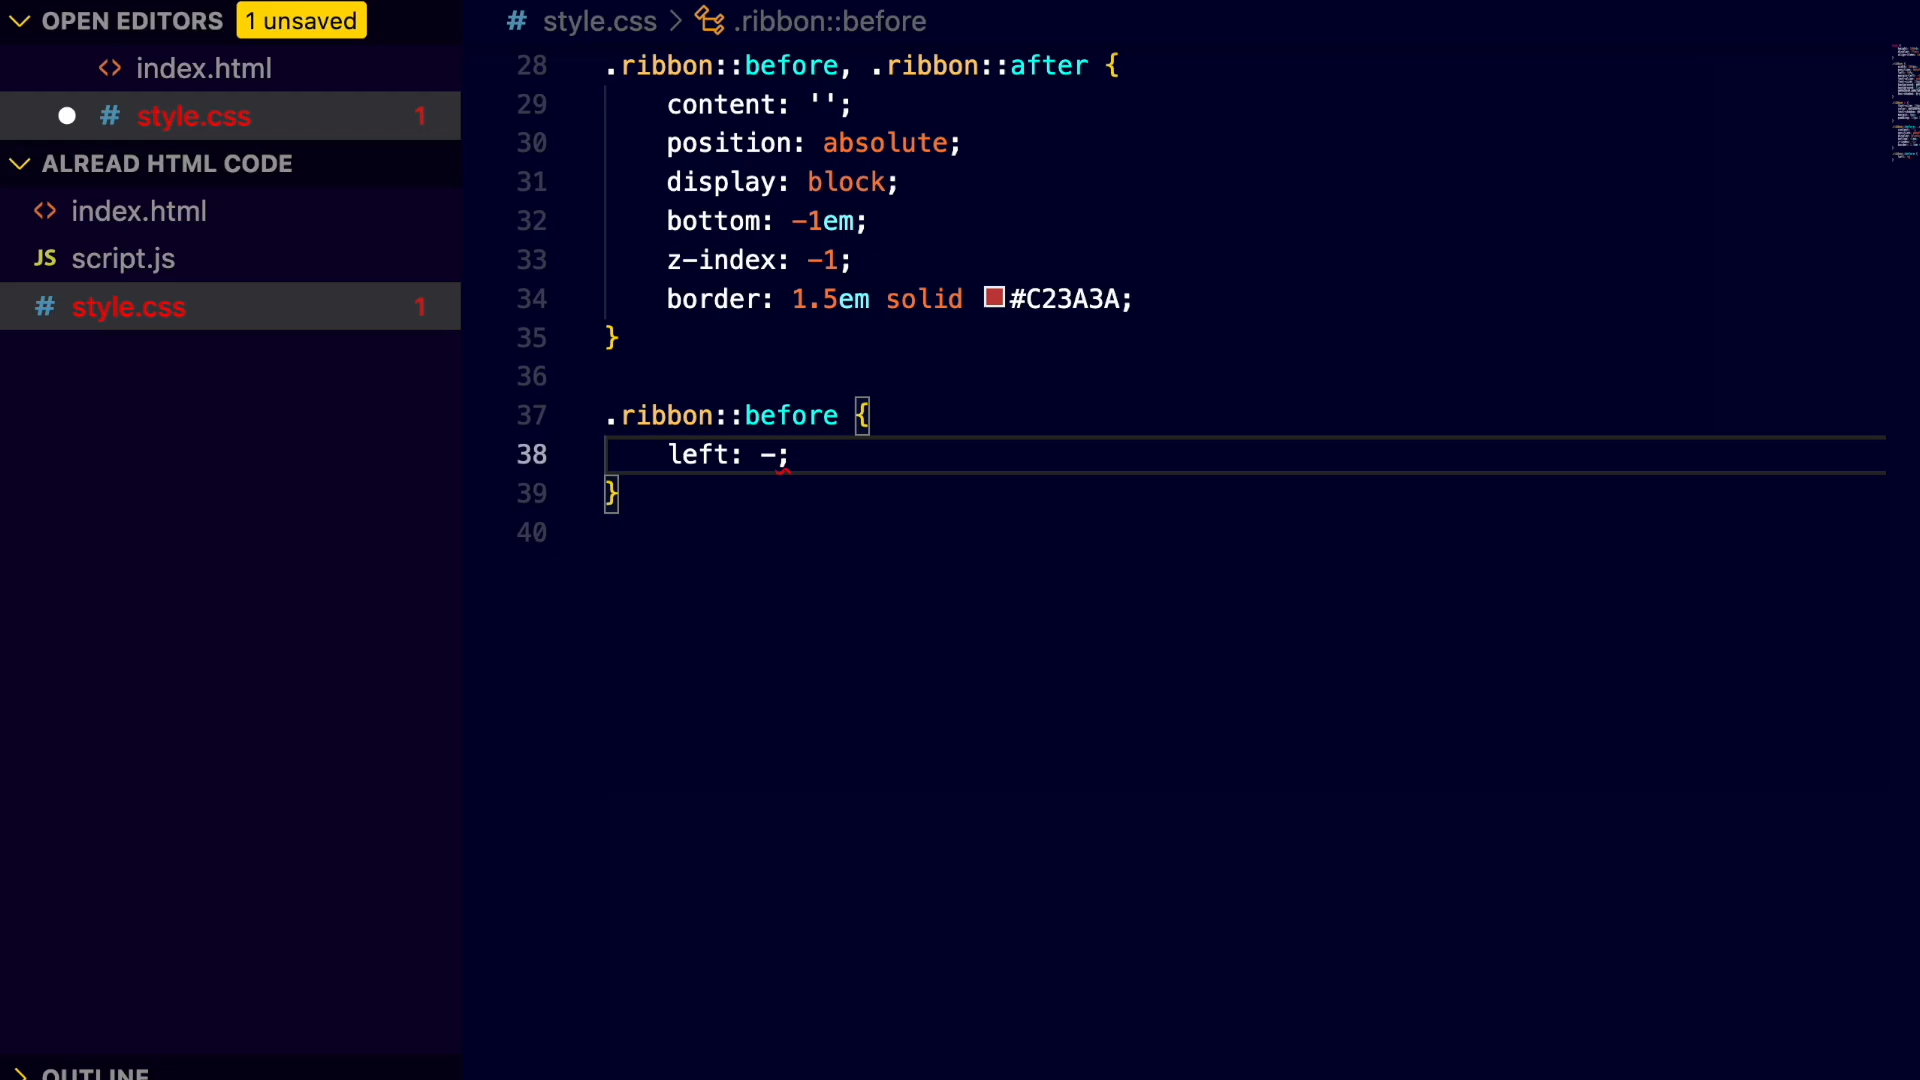 OPEN EDITORS 1 unsaved
index.html
# style.css 1
ALREAD HTML CODE
index.html
JS script.js
# style.css 1
OUTLINE
# style.css > .ribbon::before
28 .ribbon::before, .ribbon::after {
29 content: '';
30 position: absolute;
31 display: block;
32 bottom: -1em;
33 z-index: -1;
34 border: 1.5em solid #C23A3A;
35 }
36
37 .ribbon::before {
38 left: -;
39 }
40